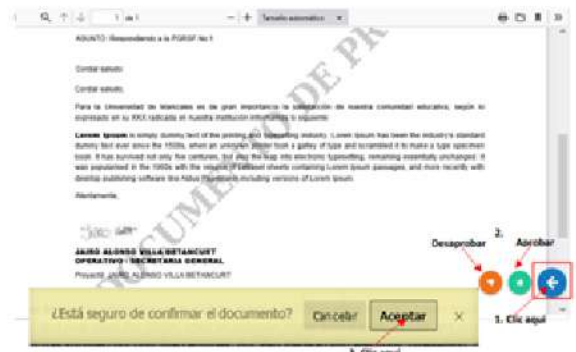 1 de 1
Tamaño automático
ASUNTO: Respondiendo a la PQRSF No.1
Cordial saludo
Cordial saludo,
Para la Universidad de Manizales es de gran importancia la satisfacción de nuestra comunidad educativa, según lo
expresado en su XXX radicada en nuestra Institución informamos lo siguiente:
Lorem Ipsum is simply dummy text of the printing and typesetting industry. Lorem Ipsum has been the industry's standard
dummy text ever since the 1500s, when an unknown printer took a galley of type and scrambled it to make a type specimen
book. It has survived not only five centuries, but also the leap into electronic typesetting, remaining essentially unchanged. It
was popularised in the 1960s with the release of Letraset sheets containing Lorem Ipsum passages, and more recently with
desktop publishing software like Aldus PageMaker including versions of Lorem Ipsum.
Atentamente,
JAIRO ALONSO VILLA BETANCURT
OPERATIVO - SECRETARIA GENERAL
Proyectó: JAIRO ALONSO VILLA BETANCURT
DOCUMENTO DE PR
2.
Desaprobar
Aprobar
1. Clic aquí
¿Está seguro de confirmar el documento?
Cancelar
Aceptar
×
3. Clic aquí